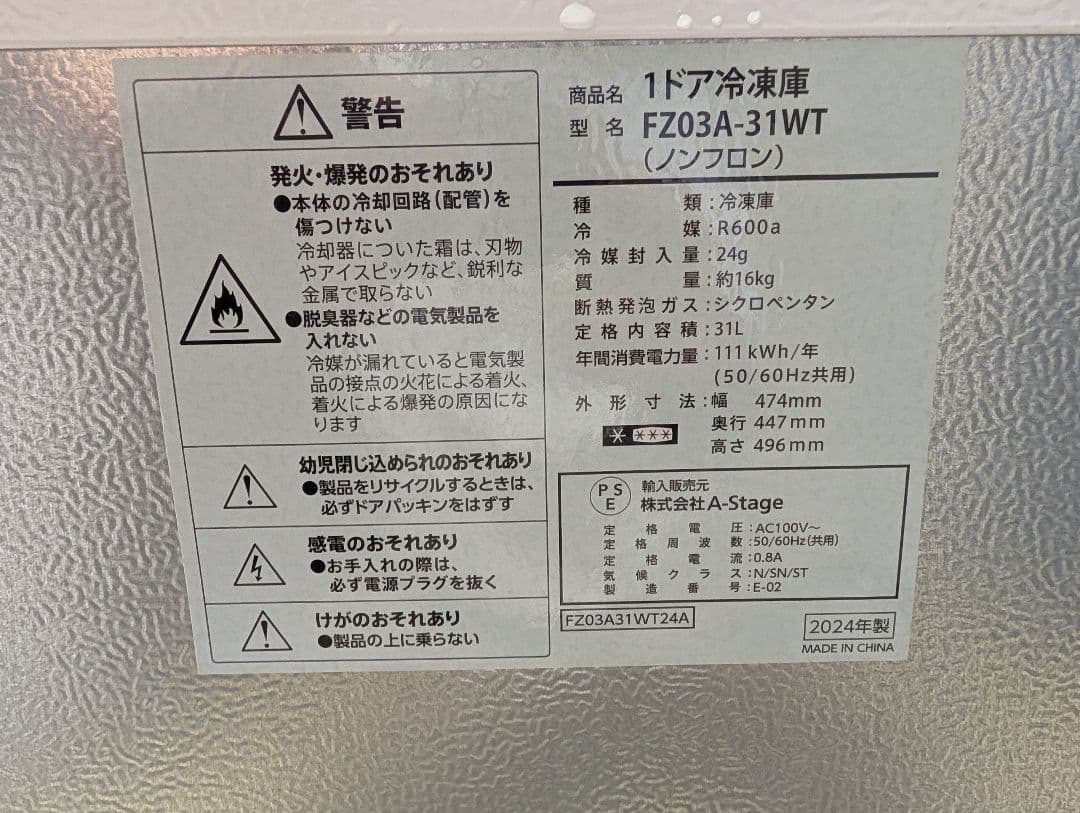 警告
発火・爆発のおそれあり
●本体の冷却回路(配管)を
傷つけない
冷却器についた霜は、刃物
やアイスピックなど、鋭利な
金属で取らない
●脱臭器などの電気製品を
入れない
冷媒が漏れていると電気製
品の接点の火花による着火、
着火による爆発の原因にな
ります
幼児閉じ込められのおそれあり
●製品をリサイクルするときは、
必ずドアパッキンをはずす
感電のおそれあり
●お手入れの際は、
必ず電源プラグを抜く
けがのおそれあり
●製品の上に乗らない
商品名 1ドア冷凍庫
型名 FZ03A-31WT
(ノンフロン)
種類:冷凍庫
冷媒:R600a
冷媒封入量:24g
質量:約16kg
断熱発泡ガス:シクロペンタン
定格内容積:31L
年間消費電力量:111kWh/年
(50/60Hz共用)
外形寸法:幅 474mm
奥行 447mm
高さ 496mm
PSE
輸入販売元
株式会社A-Stage
定格電圧:AC100V〜
定格周波数:50/60Hz(共用)
定格電流:0.8A
気候クラス:N/SN/ST
製造番号:E-02
FZ03A31WT24A
2024年製
MADE IN CHINA